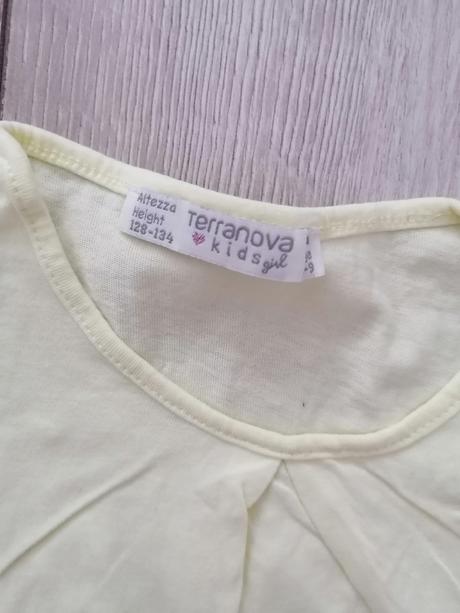 Altezza
Height
128-134
Terranova
kids
girl